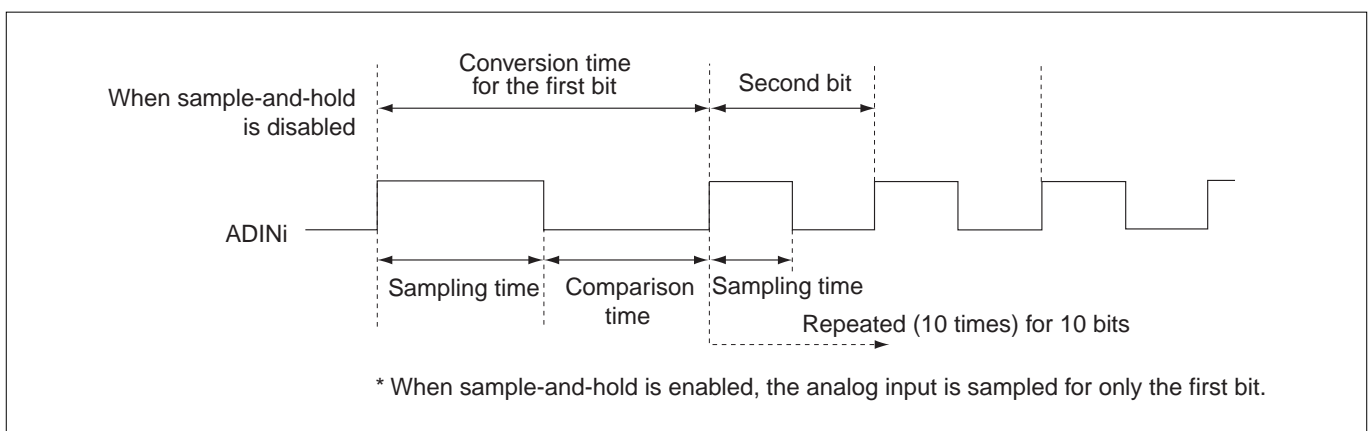 Conversion time
for the first bit
Second bit
When sample-and-hold
is disabled
ADINi
Sampling time
Comparison
time
Sampling time
Repeated (10 times) for 10 bits
* When sample-and-hold is enabled, the analog input is sampled for only the first bit.